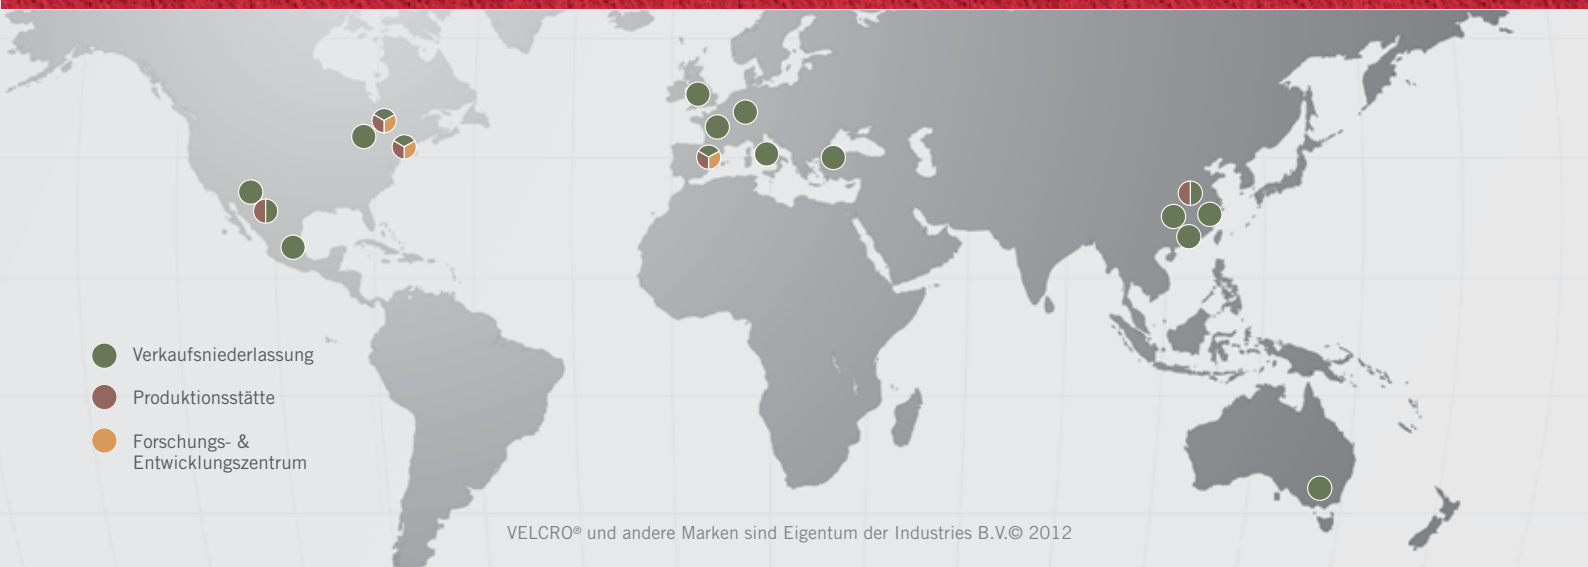 Verkaufsniederlassung
Produktionsstätte
Forschungs- &
Entwicklungszentrum
VELCRO® und andere Marken sind Eigentum der Industries B.V.© 2012